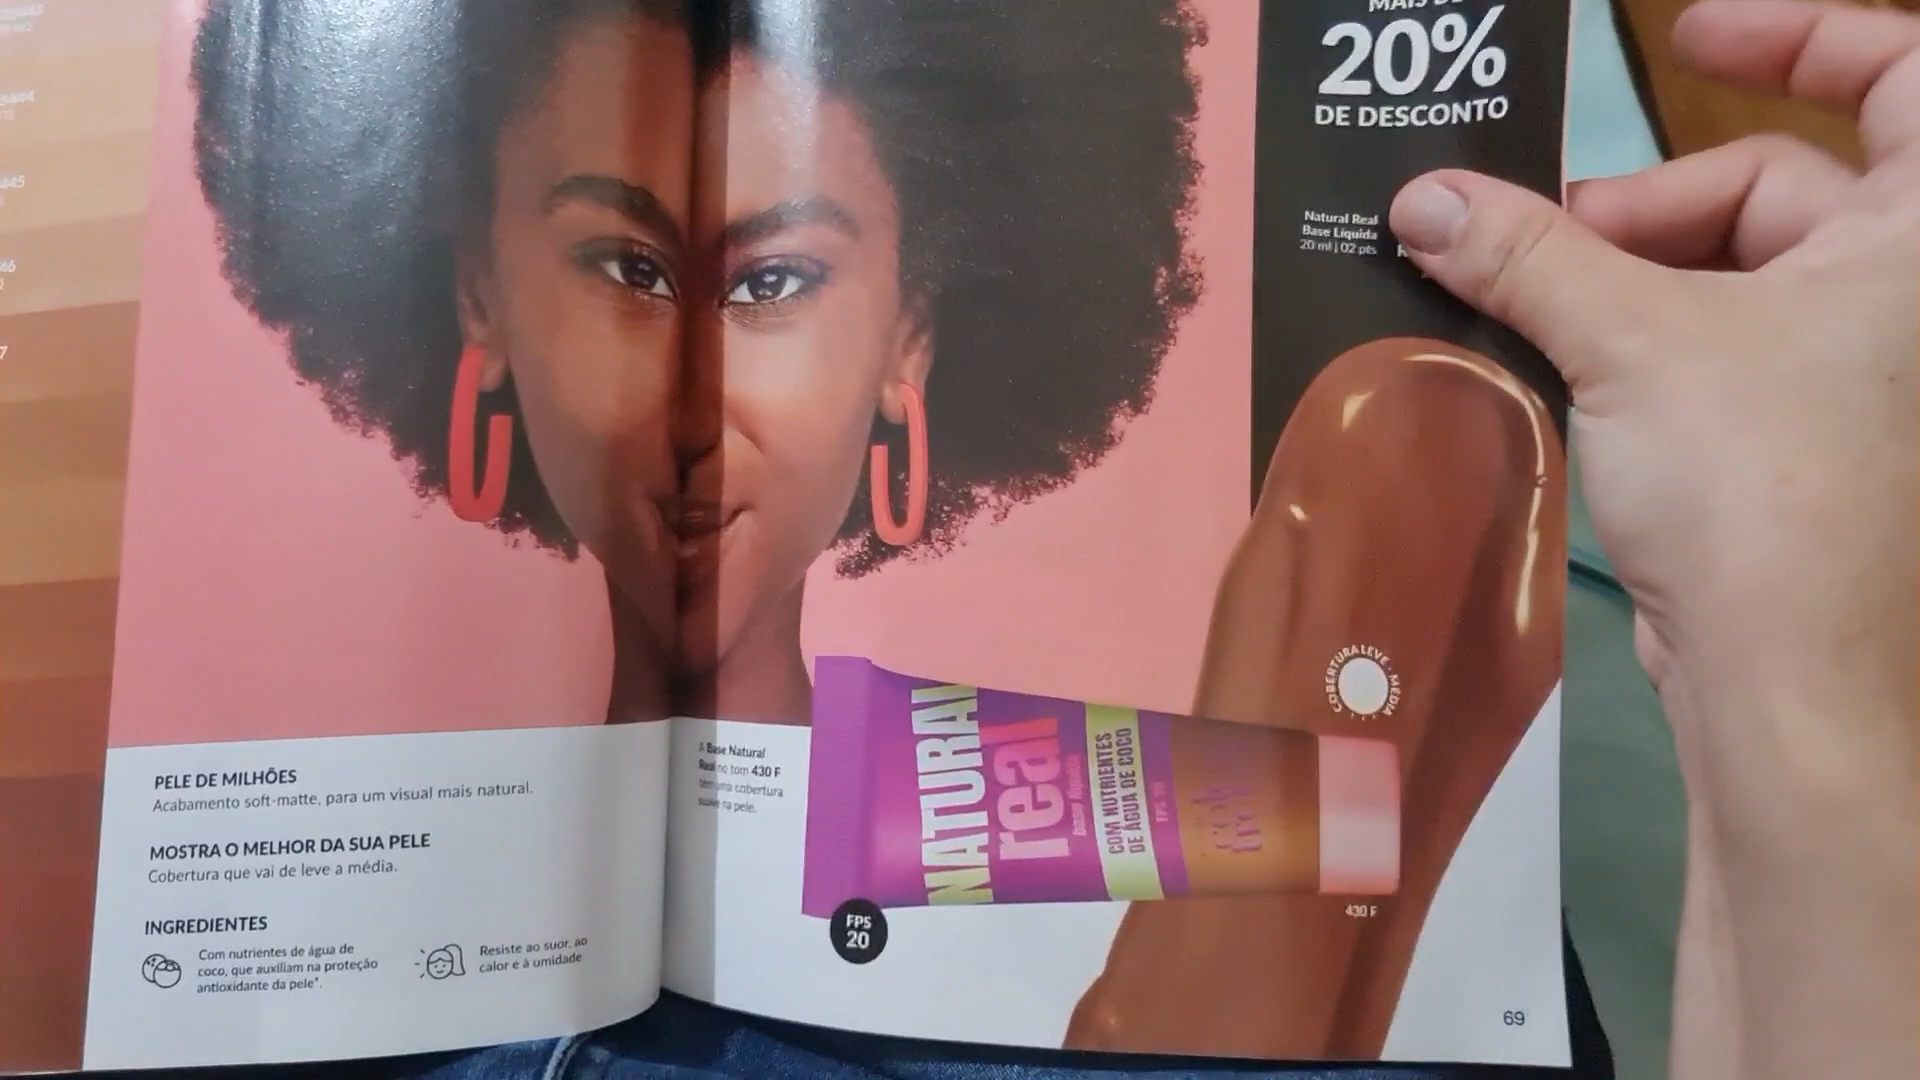 MAIS DE
20%
DE DESCONTO
Natural Real
Base Líquida
20 ml | 02 pts
PELE DE MILHÕES
Acabamento soft-matte, para um visual mais natural.
MOSTRA O MELHOR DA SUA PELE
Cobertura que vai de leve a média.
INGREDIENTES
Com nutrientes de água de
coco, que auxiliam na proteção
antioxidante da pele*.
Resiste ao suor, ao
calor e à umidade
A Base Natural
Real no tom 430 F
tem uma cobertura
suave na pele.
NATURAL
real
base líquida
COM NUTRIENTES
DE ÁGUA DE COCO
COBERTURA LEVE · MÉDIA
FPS
20
430 F
69